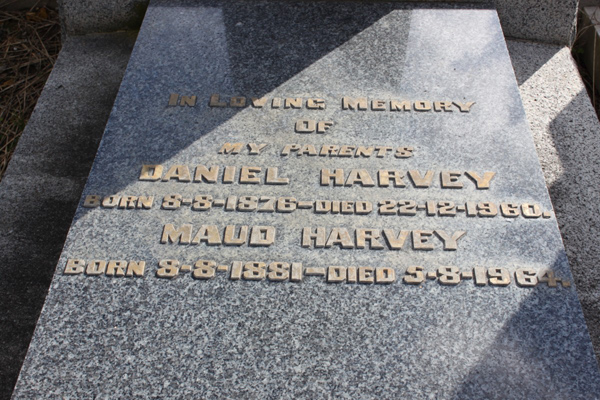 In Loving Memory
OF
MY PARENTS
DANIEL HARVEY
BORN 8-8-1876-DIED 22-12-1960.
MAUD HARVEY
BORN 8-8-1881-DIED 5-8-1964.